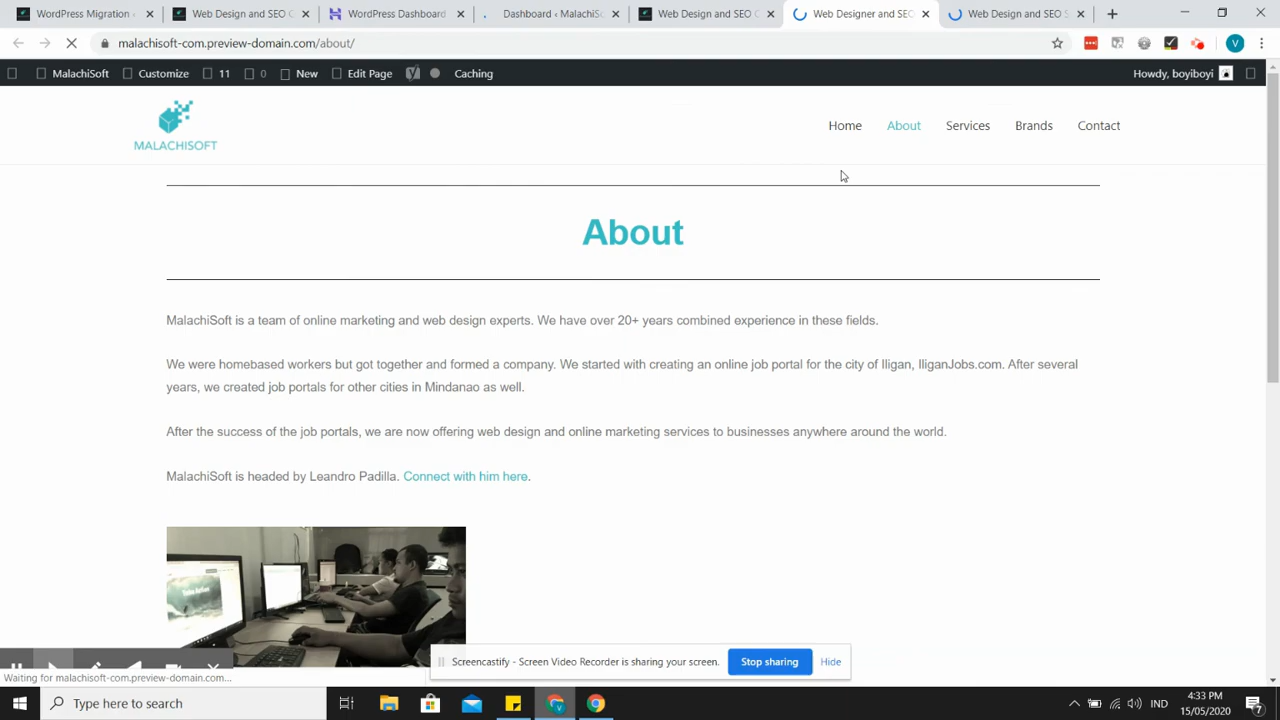 WordPress Migration
Web Design and SEO C
WordPress Dashboard
Dashboard ‹ MalachiSo
Web Design and SEO C
Web Designer and SEO
Web Design and SEO S
malachisoft-com.preview-domain.com/about/
V
MalachiSoft
Customize
11
0
New
Edit Page
Caching
Howdy, boyiboyi
MALACHISOFT
Home
About
Services
Brands
Contact
About
MalachiSoft is a team of online marketing and web design experts. We have over 20+ years combined experience in these fields.
We were homebased workers but got together and formed a company. We started with creating an online job portal for the city of Iligan, IliganJobs.com. After several
years, we created job portals for other cities in Mindanao as well.
After the success of the job portals, we are now offering web design and online marketing services to businesses anywhere around the world.
MalachiSoft is headed by Leandro Padilla. Connect with him here.
Screencastify - Screen Video Recorder is sharing your screen.
Stop sharing
Hide
Waiting for malachisoft-com.preview-domain.com...
Type here to search
IND
4:33 PM
15/05/2020
7